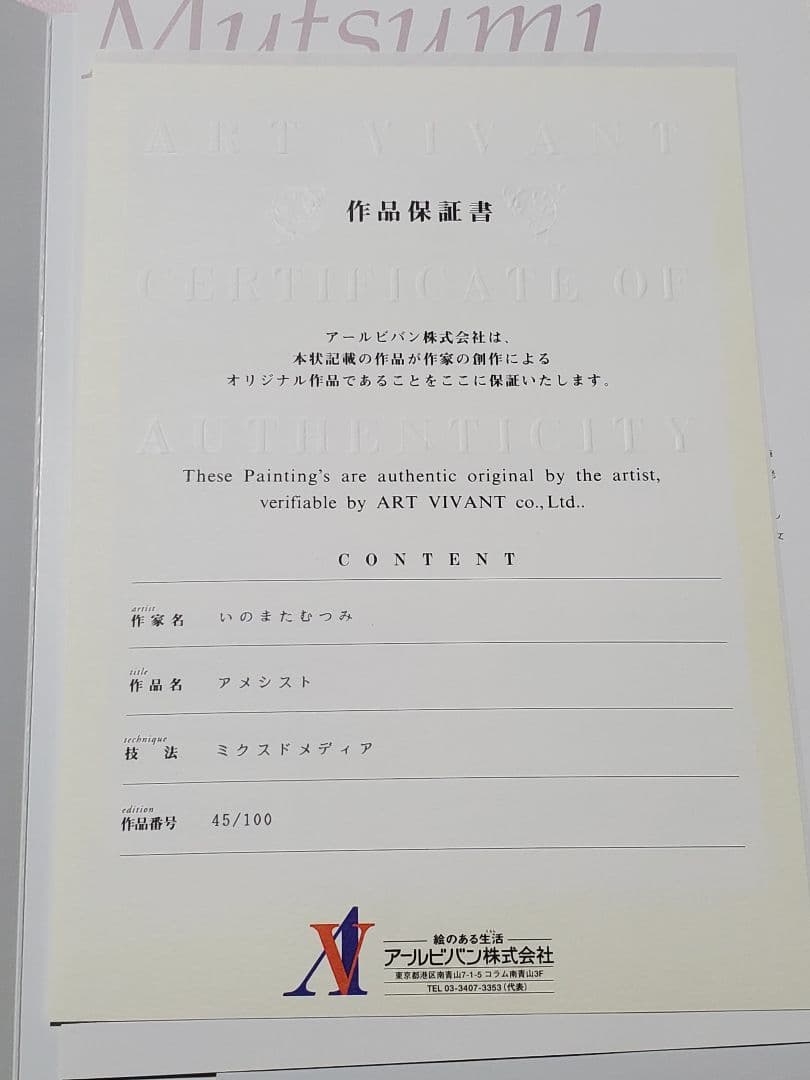 Mutsumi
ART VIVANT
作品保証書
CERTIFICATE OF
アールビバン株式会社は、
本状記載の作品が作家の創作による
オリジナル作品であることをここに保証いたします。
AUTHENTICITY
These Painting's are authentic original by the artist,
verifiable by ART VIVANT co.,Ltd..
CONTENT
artist
作家名 いのまたむつみ
title
作品名 アメシスト
technique
技法 ミクスドメディア
edition
作品番号 45/100
AV
絵のある生活
アールビバン株式会社
東京都港区南青山7-1-5 コラム南青山3F
TEL 03-3407-3353(代表)